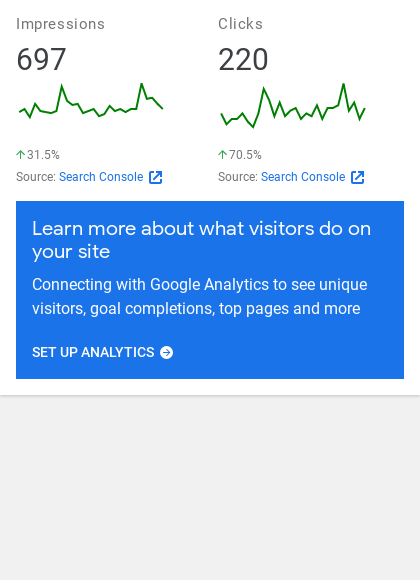 Impressions
Clicks
697
220
31.5%
70.5%
Source: Search Console
Source: Search Console
Learn more about what visitors do on
your site
Connecting with Google Analytics to see unique
visitors, goal completions, top pages and more
SET UP ANALYTICS